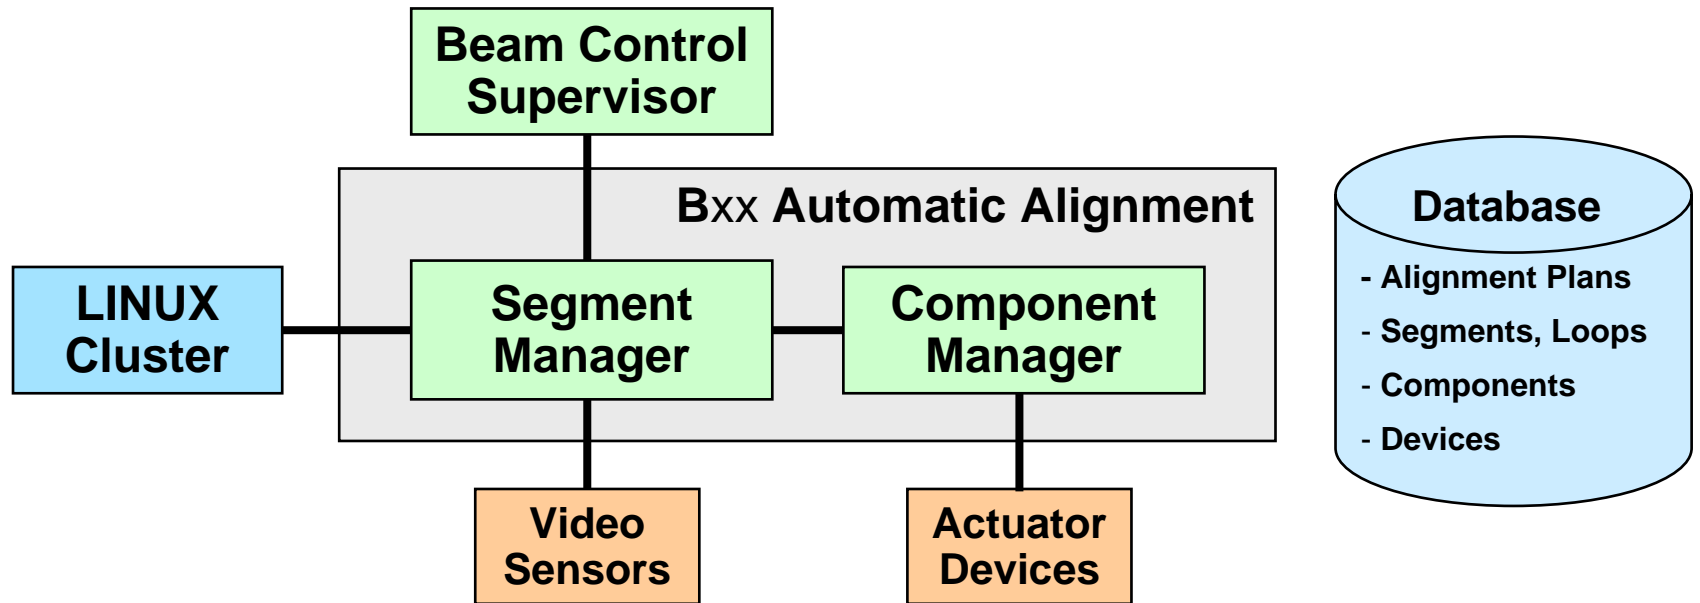 Beam Control
Supervisor
Bxx Automatic Alignment
LINUX
Cluster
Segment
Manager
Component
Manager
Video
Sensors
Actuator
Devices
Database
- Alignment Plans
- Segments, Loops
- Components
- Devices